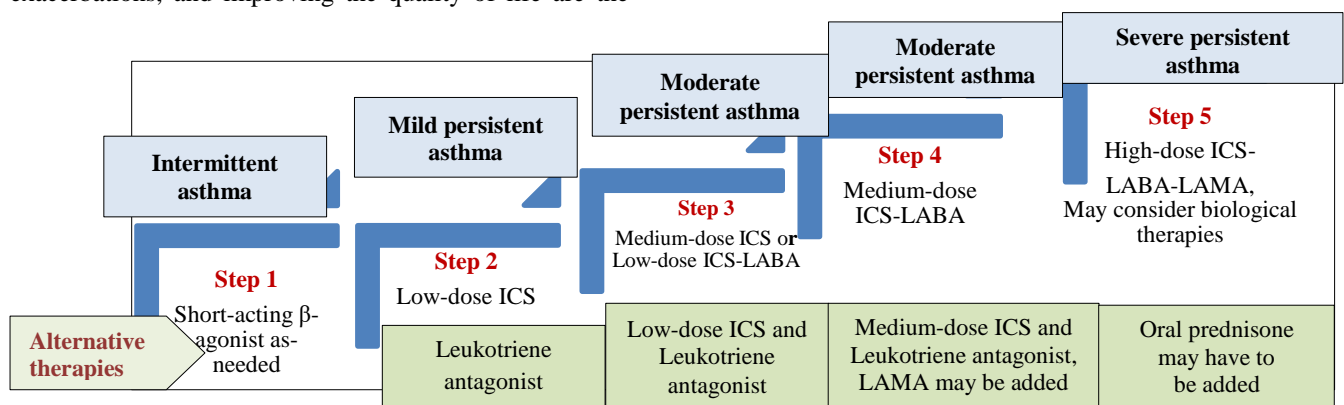 exacerbations, and improving the quality of life are the
Intermittent
asthma
Step 1
Short-acting β-
agonist as-
needed
Mild persistent
asthma
Step 2
Low-dose ICS
Moderate
persistent asthma
Step 3
Medium-dose ICS or
Low-dose ICS-LABA
Moderate
persistent asthma
Step 4
Medium-dose
ICS-LABA
Severe persistent
asthma
Step 5
High-dose ICS-
LABA-LAMA,
May consider biological
therapies
Alternative
therapies
Leukotriene
antagonist
Low-dose ICS and
Leukotriene
antagonist
Medium-dose ICS and
Leukotriene antagonist,
LAMA may be added
Oral prednisone
may have to
be added